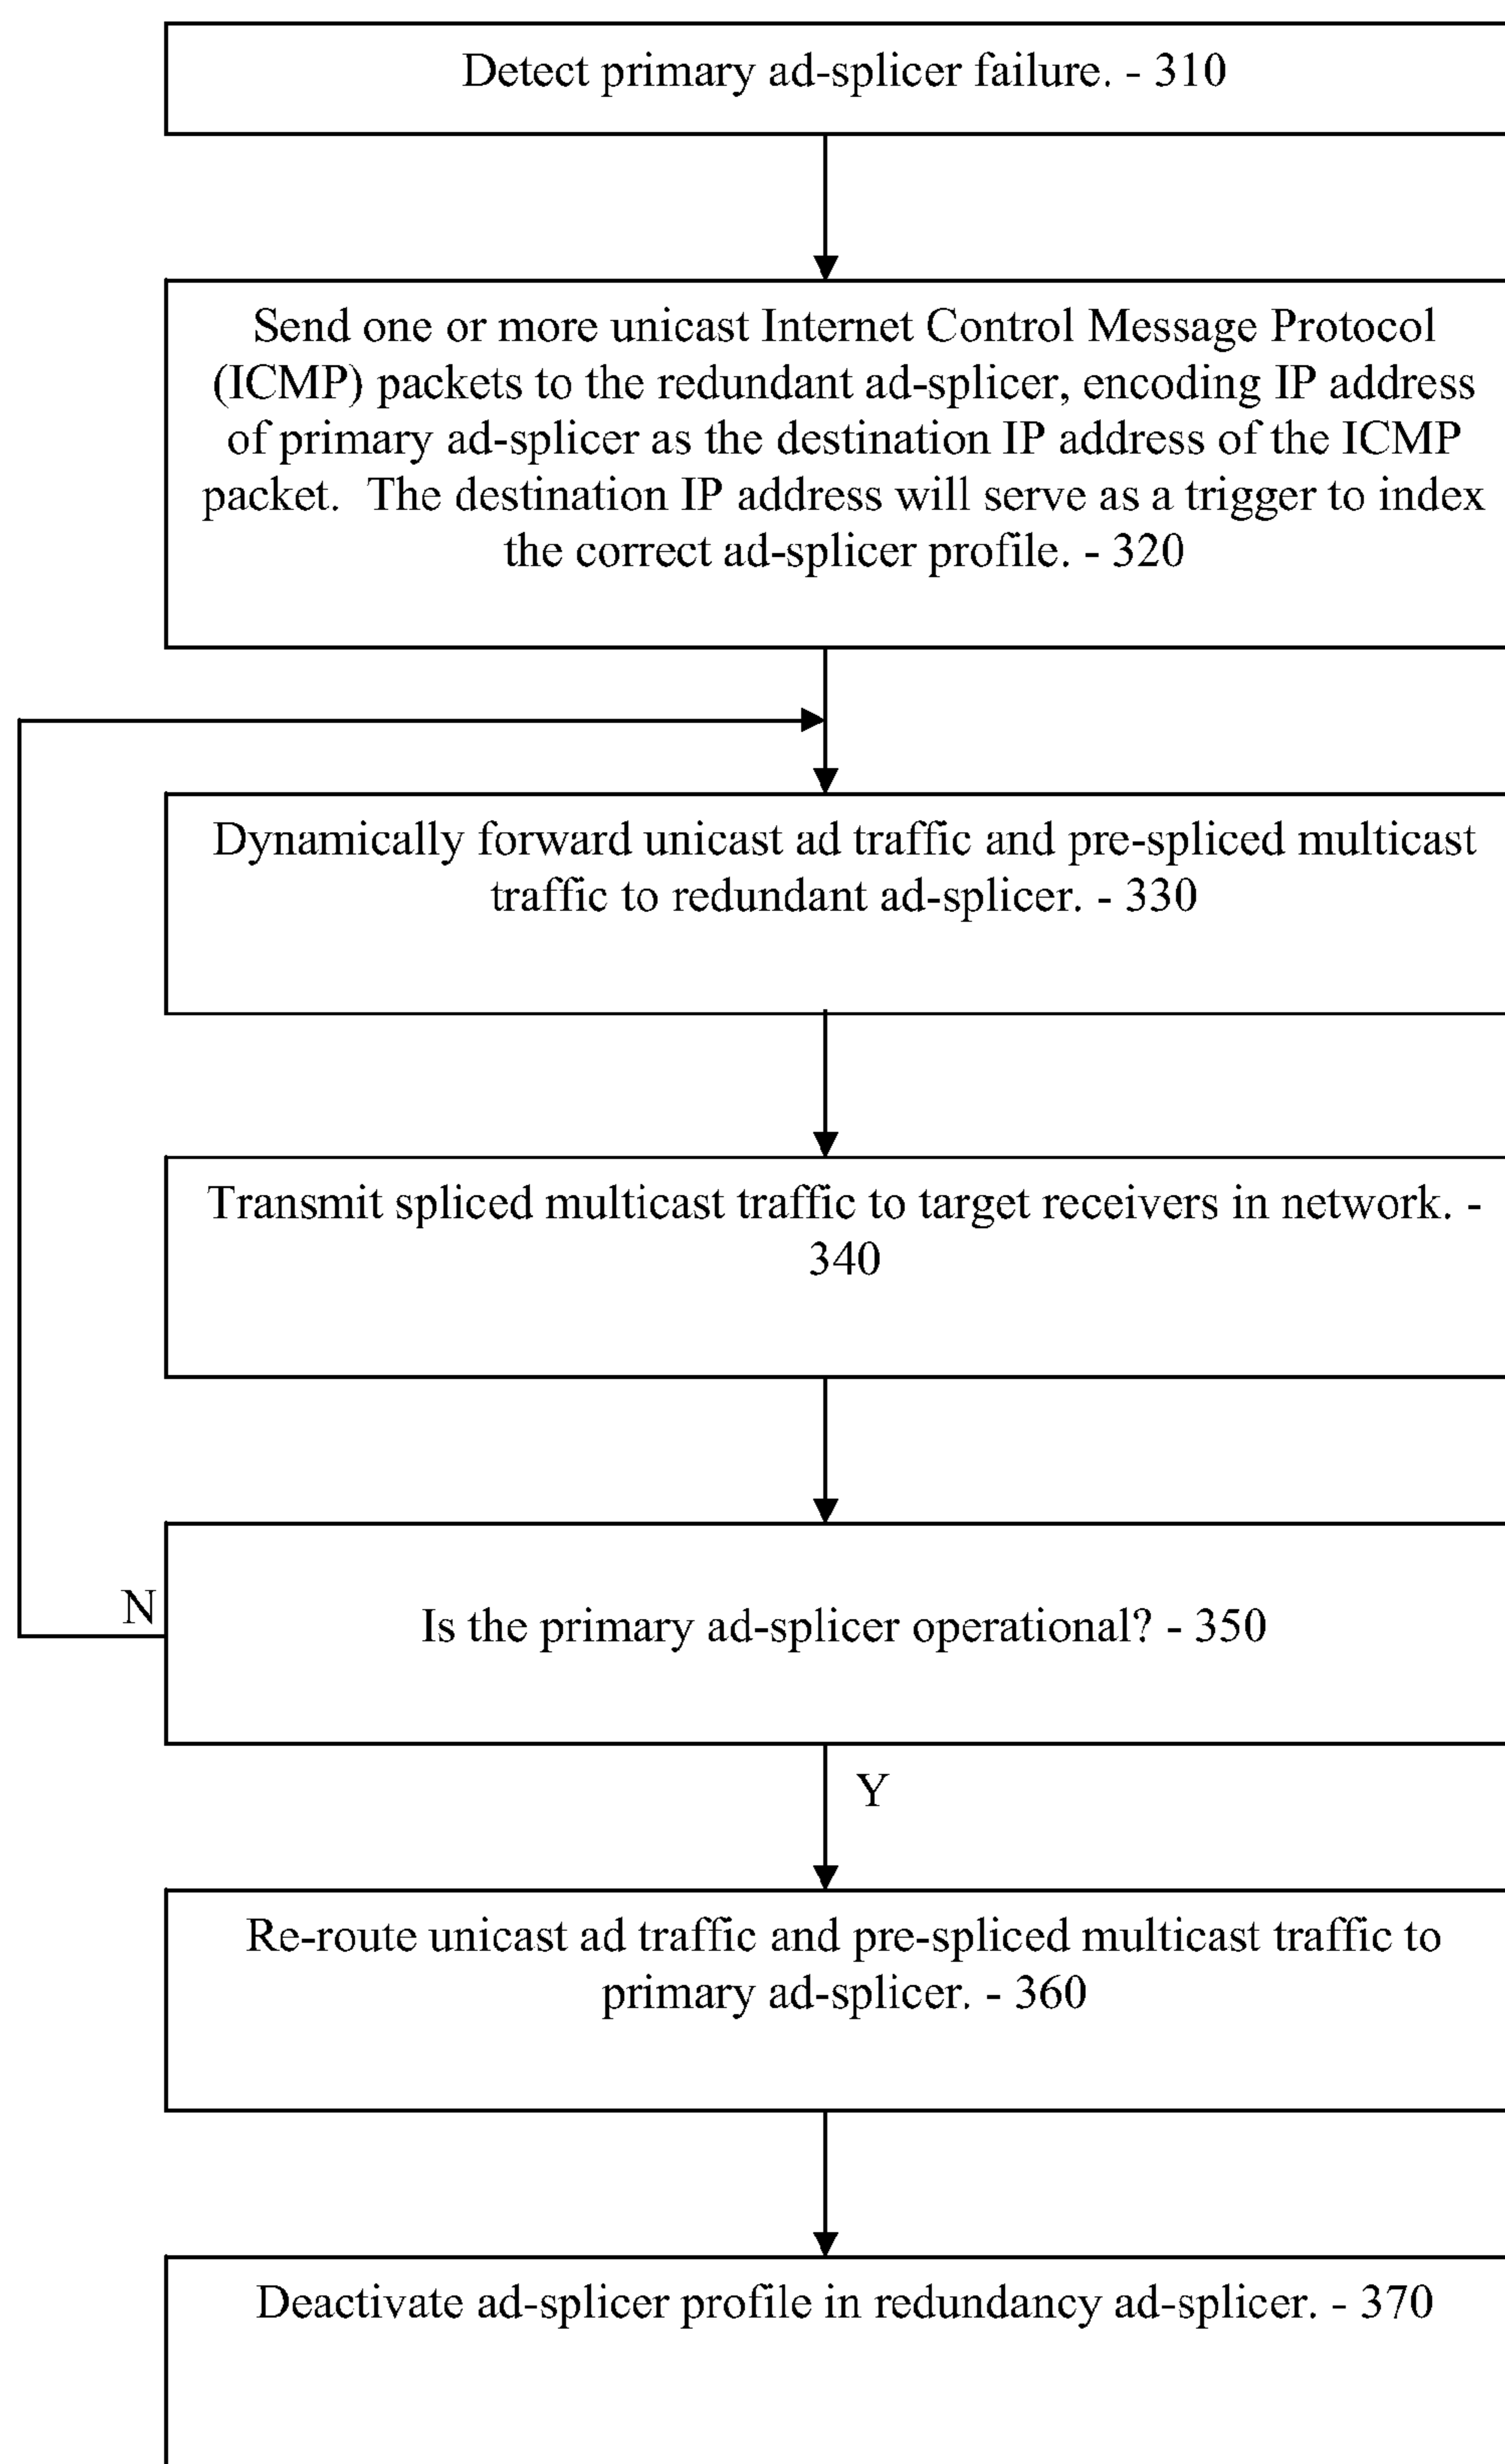 Detect primary ad-splicer failure. - 310
Send one or more unicast Internet Control Message Protocol
(ICMP) packets to the redundant ad-splicer, encoding IP address
of primary ad-splicer as the destination IP address of the ICMP
packet.  The destination IP address will serve as a trigger to index
the correct ad-splicer profile. - 320
Dynamically forward unicast ad traffic and pre-spliced multicast
traffic to redundant ad-splicer. - 330
Transmit spliced multicast traffic to target receivers in network. -
340
N
Is the primary ad-splicer operational? - 350
Y
Re-route unicast ad traffic and pre-spliced multicast traffic to
primary ad-splicer. - 360
Deactivate ad-splicer profile in redundancy ad-splicer. - 370